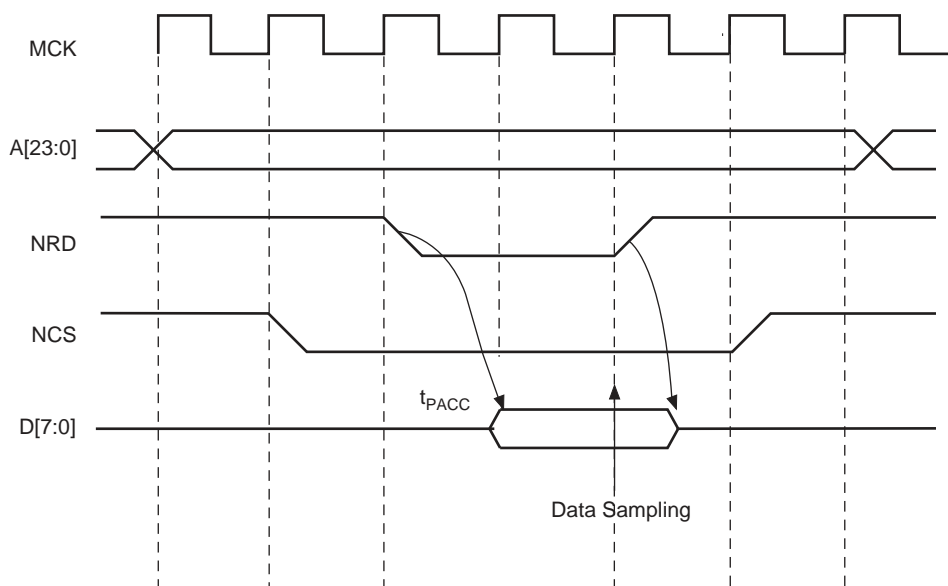 MCK
A[23:0]
NRD
NCS
tPACC
D[7:0]
Data Sampling